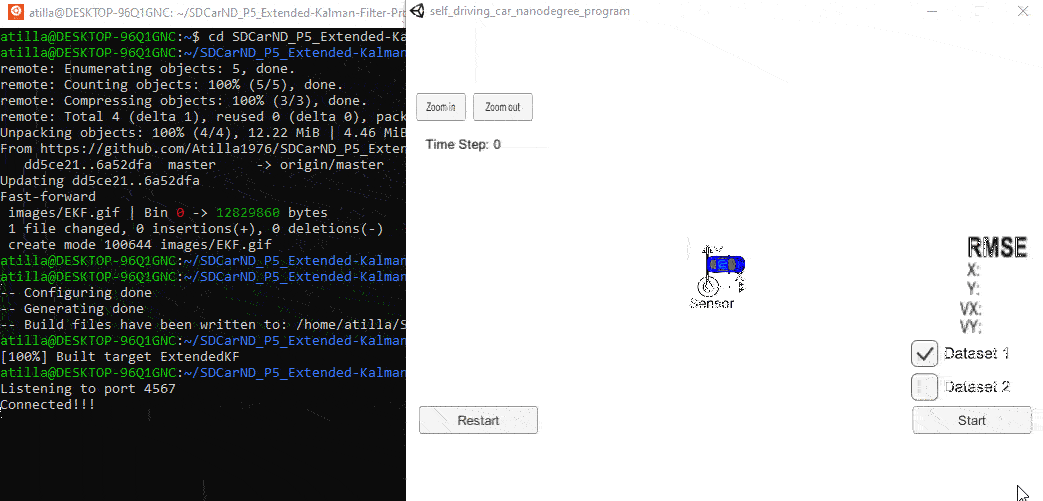 atilla@DESKTOP-96Q1GNC: ~/SDCarND_P5_Extended-Kalman-Filter-Pro
atilla@DESKTOP-96Q1GNC:~$ cd SDCarND_P5_Extended-Ka
atilla@DESKTOP-96Q1GNC:~/SDCarND_P5_Extended-Kalman
remote: Enumerating objects: 5, done.
remote: Counting objects: 100% (5/5), done.
remote: Compressing objects: 100% (3/3), done.
remote: Total 4 (delta 1), reused 0 (delta 0), pack
Unpacking objects: 100% (4/4), 12.22 MiB | 4.46 MiB
From https://github.com/Atilla1976/SDCarND_P5_Exten
dd5ce21..6a52dfa  master     -> origin/master
Updating dd5ce21..6a52dfa
Fast-forward
images/EKF.gif | Bin 0 -> 12829860 bytes
1 file changed, 0 insertions(+), 0 deletions(-)
create mode 100644 images/EKF.gif
atilla@DESKTOP-96Q1GNC:~/SDCarND_P5_Extended-Kalman
atilla@DESKTOP-96Q1GNC:~/SDCarND_P5_Extended-Kalman
-- Configuring done
-- Generating done
-- Build files have been written to: /home/atilla/S
atilla@DESKTOP-96Q1GNC:~/SDCarND_P5_Extended-Kalman
[100%] Built target ExtendedKF
atilla@DESKTOP-96Q1GNC:~/SDCarND_P5_Extended-Kalman
Listening to port 4567
Connected!!!
self_driving_car_nanodegree_program
Zoom in
Zoom out
Time Step: 0
Sensor
RMSE
X:
Y:
VX:
VY:
Dataset 1
Dataset 2
Restart
Start